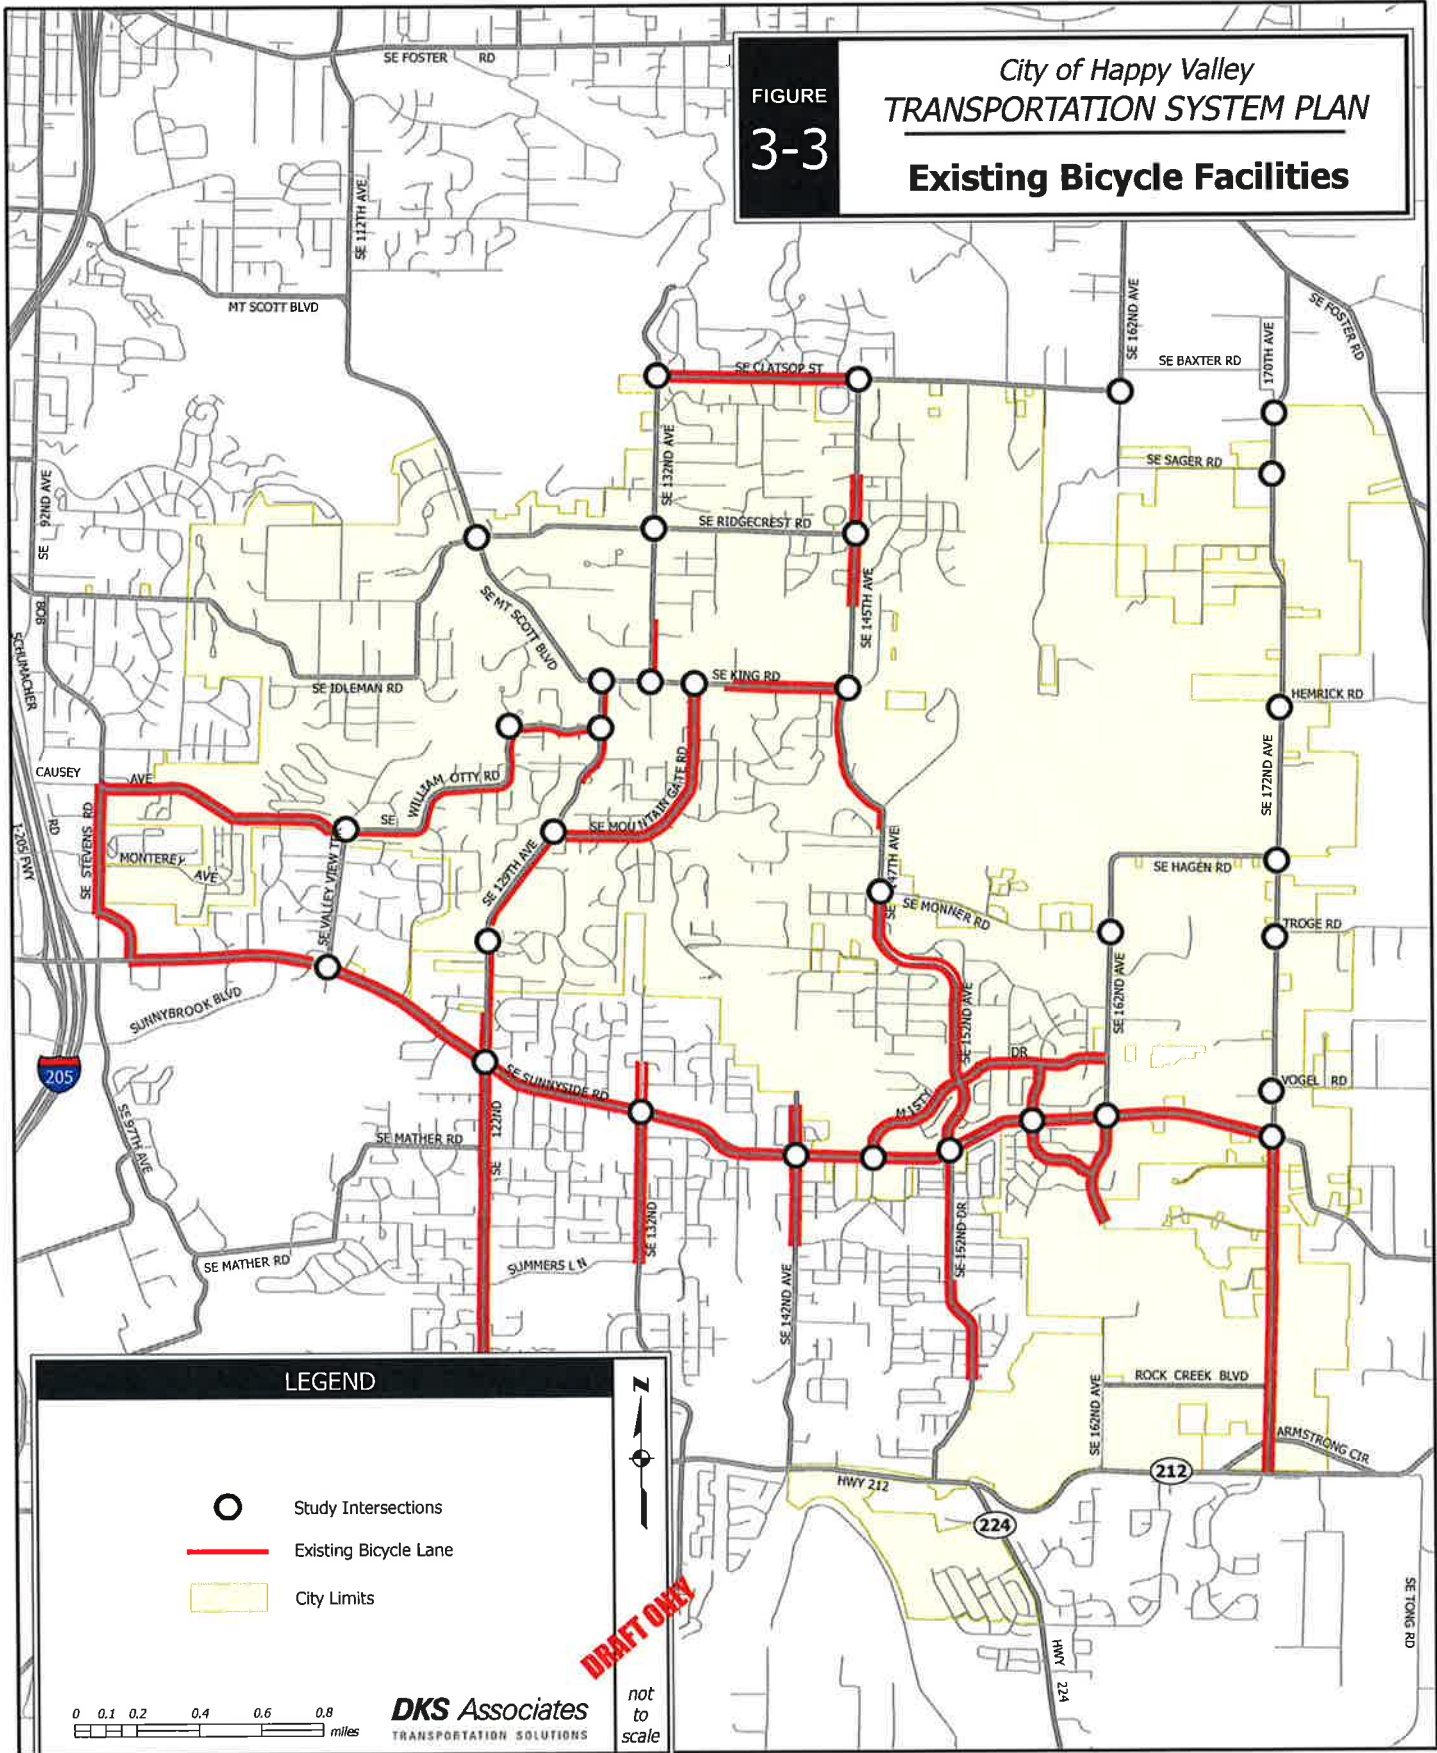 SE FOSTER RD
FIGURE
3-3
City of Happy Valley
TRANSPORTATION SYSTEM PLAN
Existing Bicycle Facilities
SE 112TH AVE
MT SCOTT BLVD
SE 162ND AVE
SE FOSTER RD
170TH AVE
SE BAXTER RD
SE CLATSOP ST
SE 132ND AVE
SE SAGER RD
SE 92ND AVE
SE RIDGECREST RD
SE 145TH AVE
SE MT SCOTT BLVD
BOB
SCHUMACHER
RD
SE IDLEMAN RD
SE KING RD
HEMRICK RD
SE 172ND AVE
CAUSEY
AVE
SE WILLIAM OTTY RD
SE MOUNTAIN GATE RD
I-205 FWY
SE STEVENS RD
MONTEREY
AVE
SE VALLEY VIEW TER
SE 129TH AVE
SE 147TH AVE
SE HAGEN RD
SE MONNER RD
TROGE RD
SE 162ND AVE
SE 152ND AVE
SUNNYBROOK BLVD
205
SE SUNNYSIDE RD
MISTY
DR
VOGEL RD
SE 97TH AVE
SE MATHER RD
SE 122ND
SE 132ND
SE 152ND DR
SE MATHER RD
SUMMERS LN
SE 142ND AVE
ROCK CREEK BLVD
SE 162ND AVE
ARMSTRONG CIR
HWY 212
212
224
HWY 224
SE TONG RD
LEGEND
Study Intersections
Existing Bicycle Lane
City Limits
0 0.1 0.2 0.4 0.6 0.8
miles
DKS Associates
TRANSPORTATION SOLUTIONS
N
DRAFT ONLY
not
to
scale